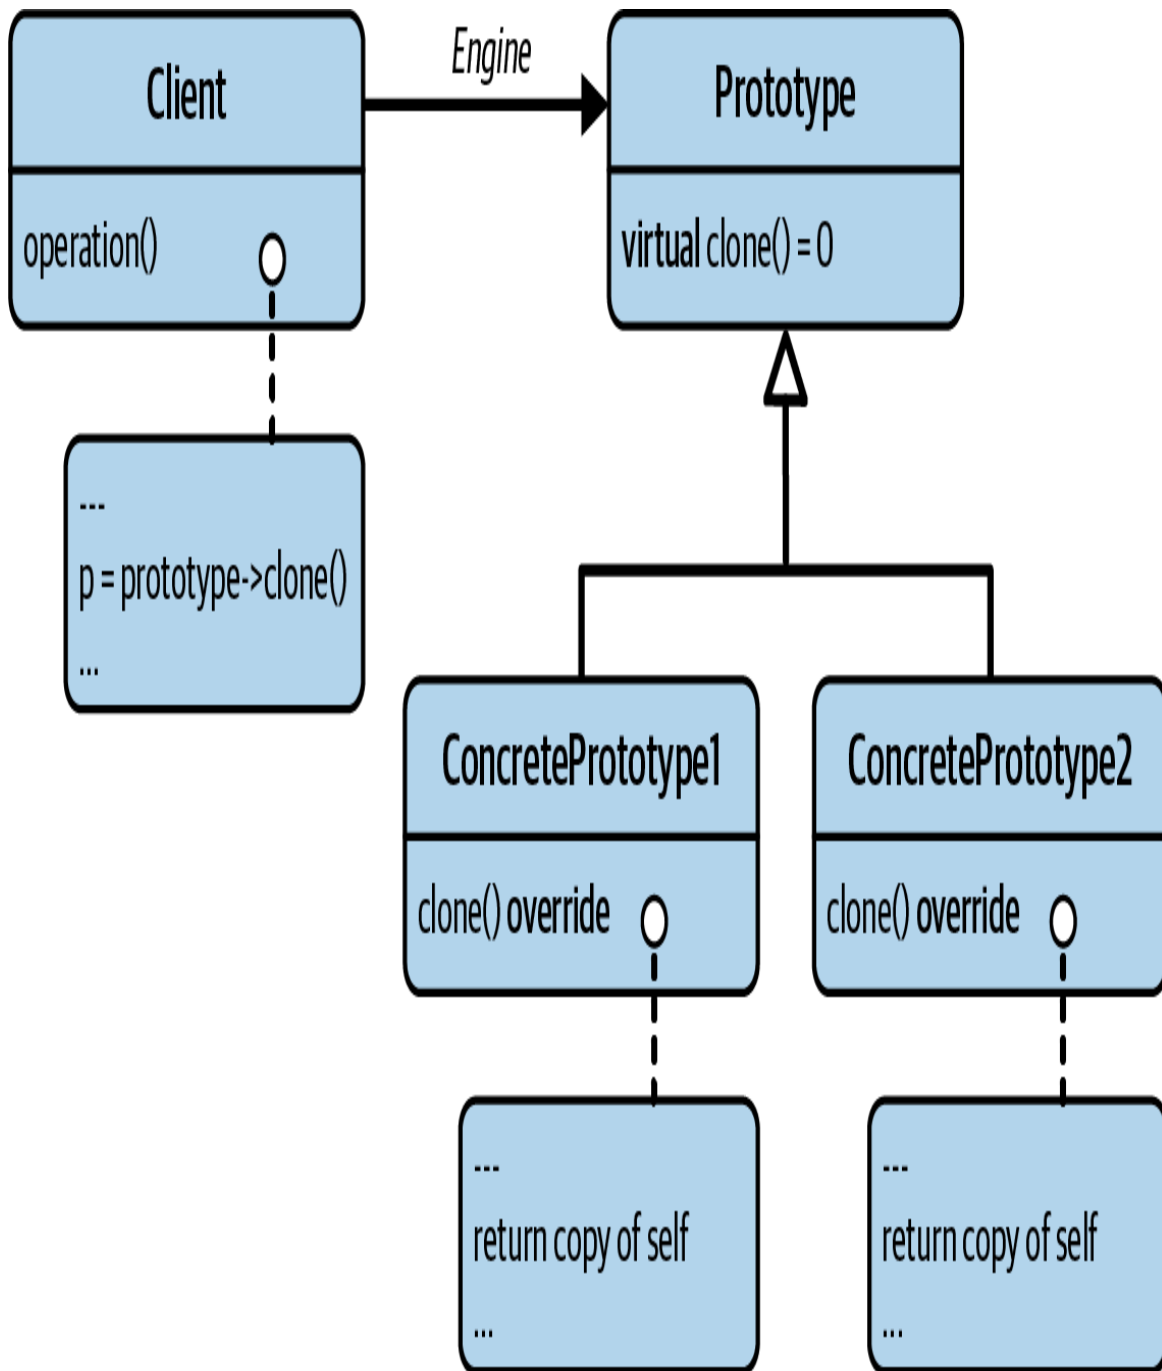 Client
Engine
Prototype
operation()
virtual clone() = 0
---
p = prototype->clone()
...
ConcretePrototype1
ConcretePrototype2
clone() override
clone() override
---
return copy of self
...
---
return copy of self
...